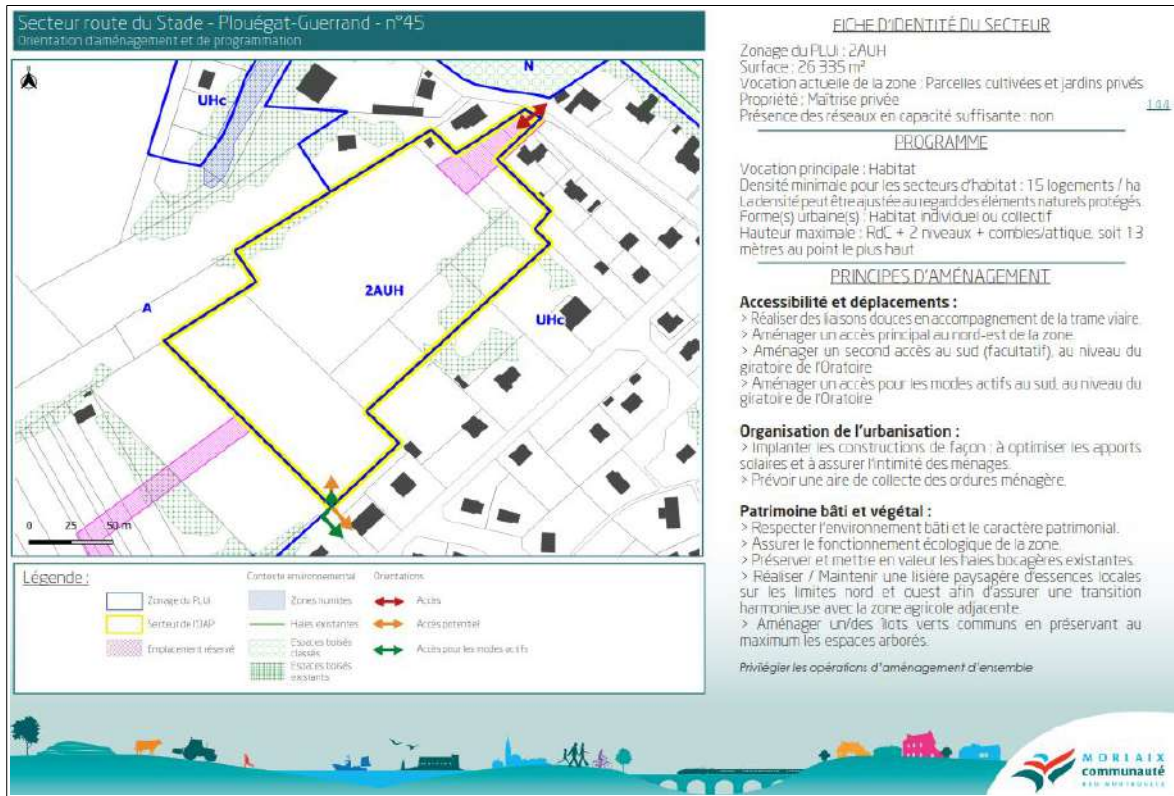 Secteur route du Stade - Plouégat-Guerrand - n°45
Orientation d'aménagement et de programmation
UHc
N
A
2AUH
UHc
0 25 50 m
Légende :
Zonage du PLUi
Secteur de l'OAP
Emplacement réservé
Contexte environnemental
Zones humides
Haies existantes
Espaces boisés
classés
Espaces boisés
existants
Orientations
Accès
Accès potentiel
Accès pour les modes actifs
FICHE D'IDENTITÉ DU SECTEUR
Zonage du PLUi : 2AUH
Surface : 26 335 m²
Vocation actuelle de la zone : Parcelles cultivées et jardins privés
Propriété : Maîtrise privée
Présence des réseaux en capacité suffisante : non
PROGRAMME
Vocation principale : Habitat
Densité minimale pour les secteurs d'habitat : 15 logements / ha
La densité peut être ajustée au regard des éléments naturels protégés.
Forme(s) urbaine(s) : Habitat individuel ou collectif
Hauteur maximale : RdC + 2 niveaux + combles/attique, soit 13
mètres au point le plus haut
PRINCIPES D'AMÉNAGEMENT
Accessibilité et déplacements :
> Réaliser des liaisons douces en accompagnement de la trame viaire.
> Aménager un accès principal au nord-est de la zone
> Aménager un second accès au sud (facultatif), au niveau du
giratoire de l'Oratoire
> Aménager un accès pour les modes actifs au sud, au niveau du
giratoire de l'Oratoire
Organisation de l'urbanisation :
> Implanter les constructions de façon : à optimiser les apports
solaires et à assurer l'intimité des ménages.
> Prévoir une aire de collecte des ordures ménagère.
Patrimoine bâti et végétal :
> Respecter l'environnement bâti et le caractère patrimonial.
> Assurer le fonctionnement écologique de la zone.
> Préserver et mettre en valeur les haies bocagères existantes.
> Réaliser / Maintenir une lisière paysagère d'essences locales
sur les limites nord et ouest afin d'assurer une transition
harmonieuse avec la zone agricole adjacente
> Aménager un/des îlots verts communs en préservant au
maximum les espaces arborés.
Privilégier les opérations d'aménagement d'ensemble
MORLAIX
communauté